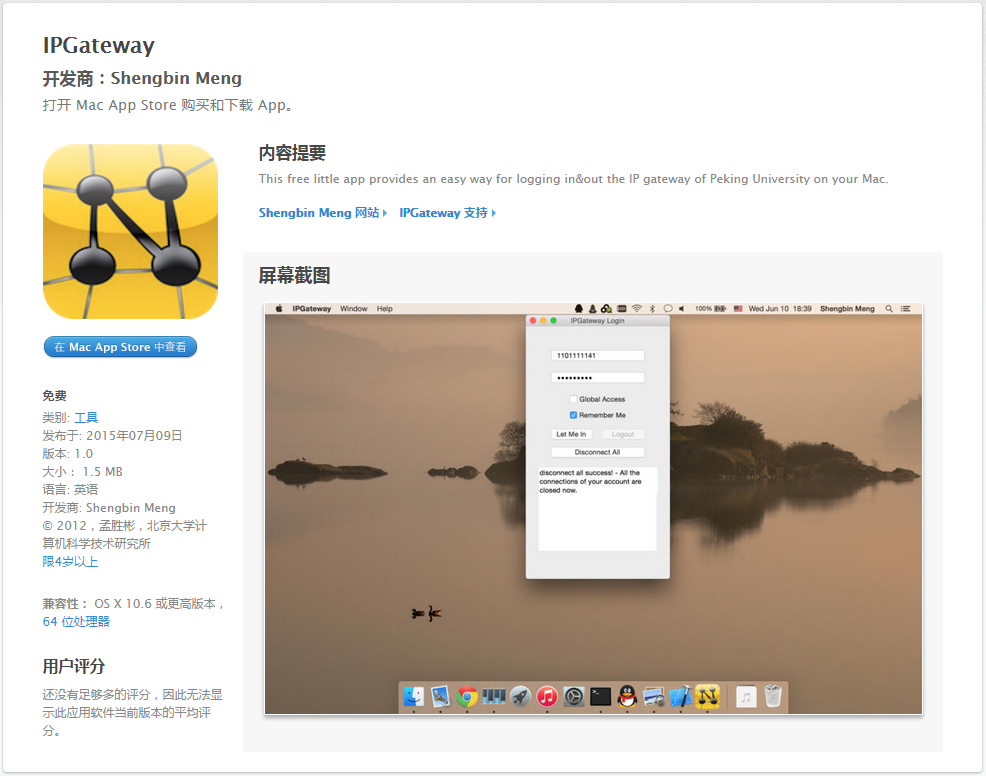 IPGateway
开发商：Shengbin Meng
打开 Mac App Store 购买和下载 App。
在 Mac App Store 中查看
免费
类别: 工具
发布于: 2015年07月09日
版本: 1.0
大小： 1.5 MB
语言: 英语
开发商: Shengbin Meng
© 2012，孟胜彬，北京大学计
算机科学技术研究所
限4岁以上
兼容性： OS X 10.6 或更高版本，
64 位处理器
用户评分
还没有足够多的评分，因此无法显
示此应用软件当前版本的平均评
分。
内容提要
This free little app provides an easy way for logging in&out the IP gateway of Peking University on your Mac.
Shengbin Meng 网站 IPGateway 支持
屏幕截图
IPGateway Window Help 100% Wed Jun 10 18:39 Shengbin Meng
IPGateway Login
1101111141
•••••••••
Global Access
Remember Me
Let Me In Logout
Disconnect All
disconnect all success! - All the
connections of your account are
closed now.